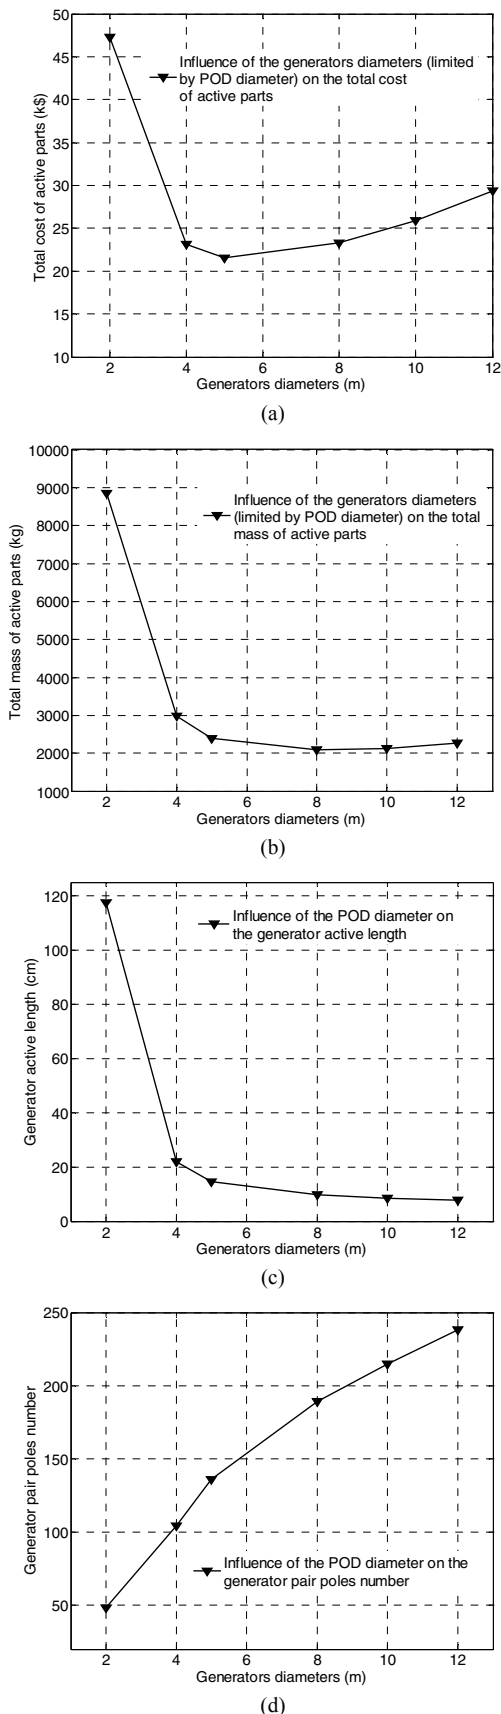 50
45
40
35
30
25
20
15
10
Total cost of active parts (k$)
Influence of the generators diameters (limited
by POD diameter) on the total cost
of active parts
2 4 6 8 10 12
Generators diameters (m)
(a)
10000
9000
8000
7000
6000
5000
4000
3000
2000
1000
Total mass of active parts (kg)
Influence of the generators diameters
(limited by POD diameter) on the total
mass of active parts
2 4 6 8 10 12
Generators diameters (m)
(b)
120
100
80
60
40
20
0
Generator active length (cm)
Influence of the POD diameter on
the generator active length
2 4 6 8 10 12
Generators diameters (m)
(c)
250
200
150
100
50
Generator pair poles number
Influence of the POD diameter on the
generator pair poles number
2 4 6 8 10 12
Generators diameters (m)
(d)